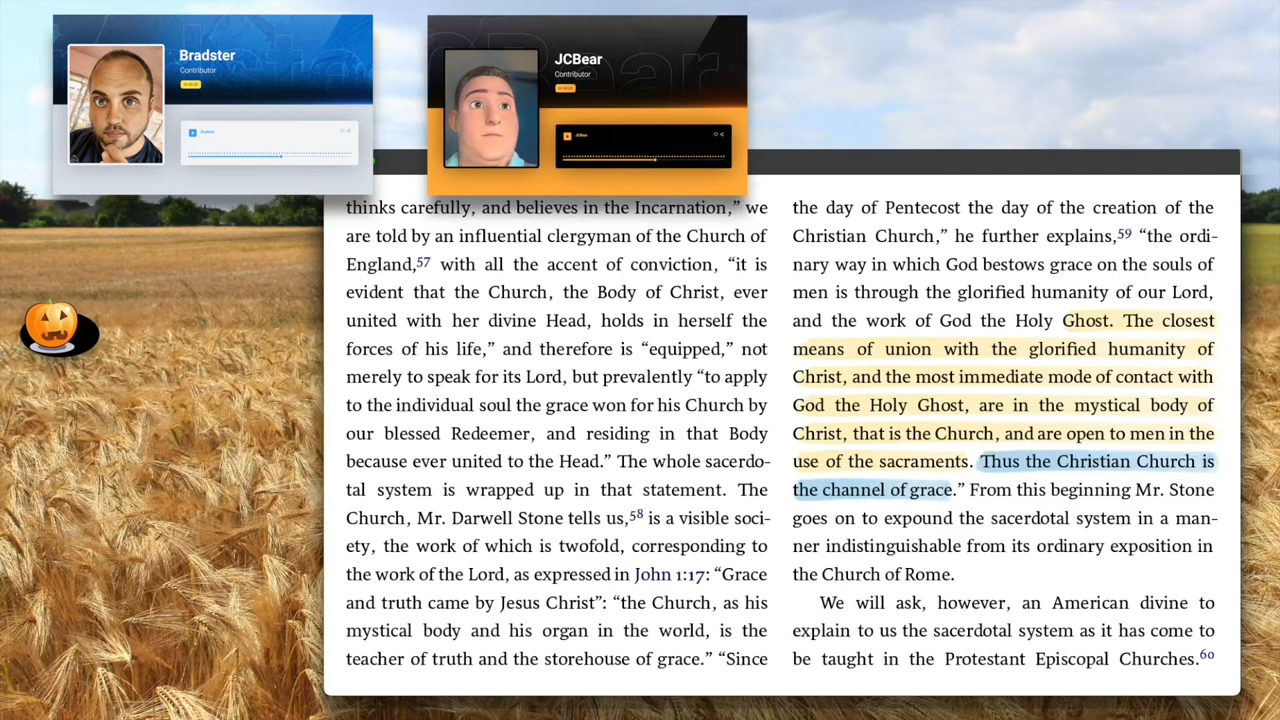 Bradster
Contributor
Bradster
JCBear
Contributor
JCBear
thinks carefully, and believes in the Incarnation,” we
are told by an influential clergyman of the Church of
England,57 with all the accent of conviction, “it is
evident that the Church, the Body of Christ, ever
united with her divine Head, holds in herself the
forces of his life,” and therefore is “equipped,” not
merely to speak for its Lord, but prevalently “to apply
to the individual soul the grace won for his Church by
our blessed Redeemer, and residing in that Body
because ever united to the Head.” The whole sacerdo-
tal system is wrapped up in that statement. The
Church, Mr. Darwell Stone tells us,58 is a visible soci-
ety, the work of which is twofold, corresponding to
the work of the Lord, as expressed in John 1:17: “Grace
and truth came by Jesus Christ”: “the Church, as his
mystical body and his organ in the world, is the
teacher of truth and the storehouse of grace.” “Since
the day of Pentecost the day of the creation of the
Christian Church,” he further explains,59 “the ordi-
nary way in which God bestows grace on the souls of
men is through the glorified humanity of our Lord,
and the work of God the Holy Ghost. The closest
means of union with the glorified humanity of
Christ, and the most immediate mode of contact with
God the Holy Ghost, are in the mystical body of
Christ, that is the Church, and are open to men in the
use of the sacraments. Thus the Christian Church is
the channel of grace.” From this beginning Mr. Stone
goes on to expound the sacerdotal system in a man-
ner indistinguishable from its ordinary exposition in
the Church of Rome.
We will ask, however, an American divine to
explain to us the sacerdotal system as it has come to
be taught in the Protestant Episcopal Churches.60